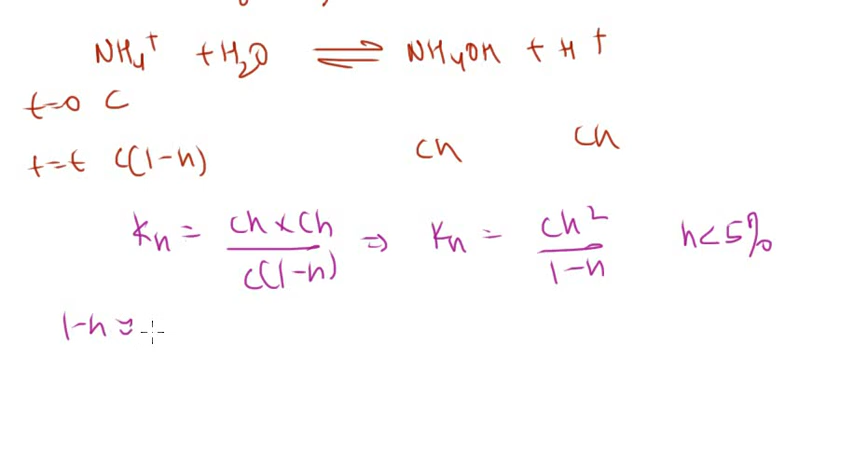 NH₄⁺ + H₂O ⇌ NH₄OH + H⁺
t=0 C
t=t C(1-h) Ch Ch
Kh = Ch × Ch / C(1-h) ⇒ Kh = Ch² / 1-h h<5%
1-h ≈